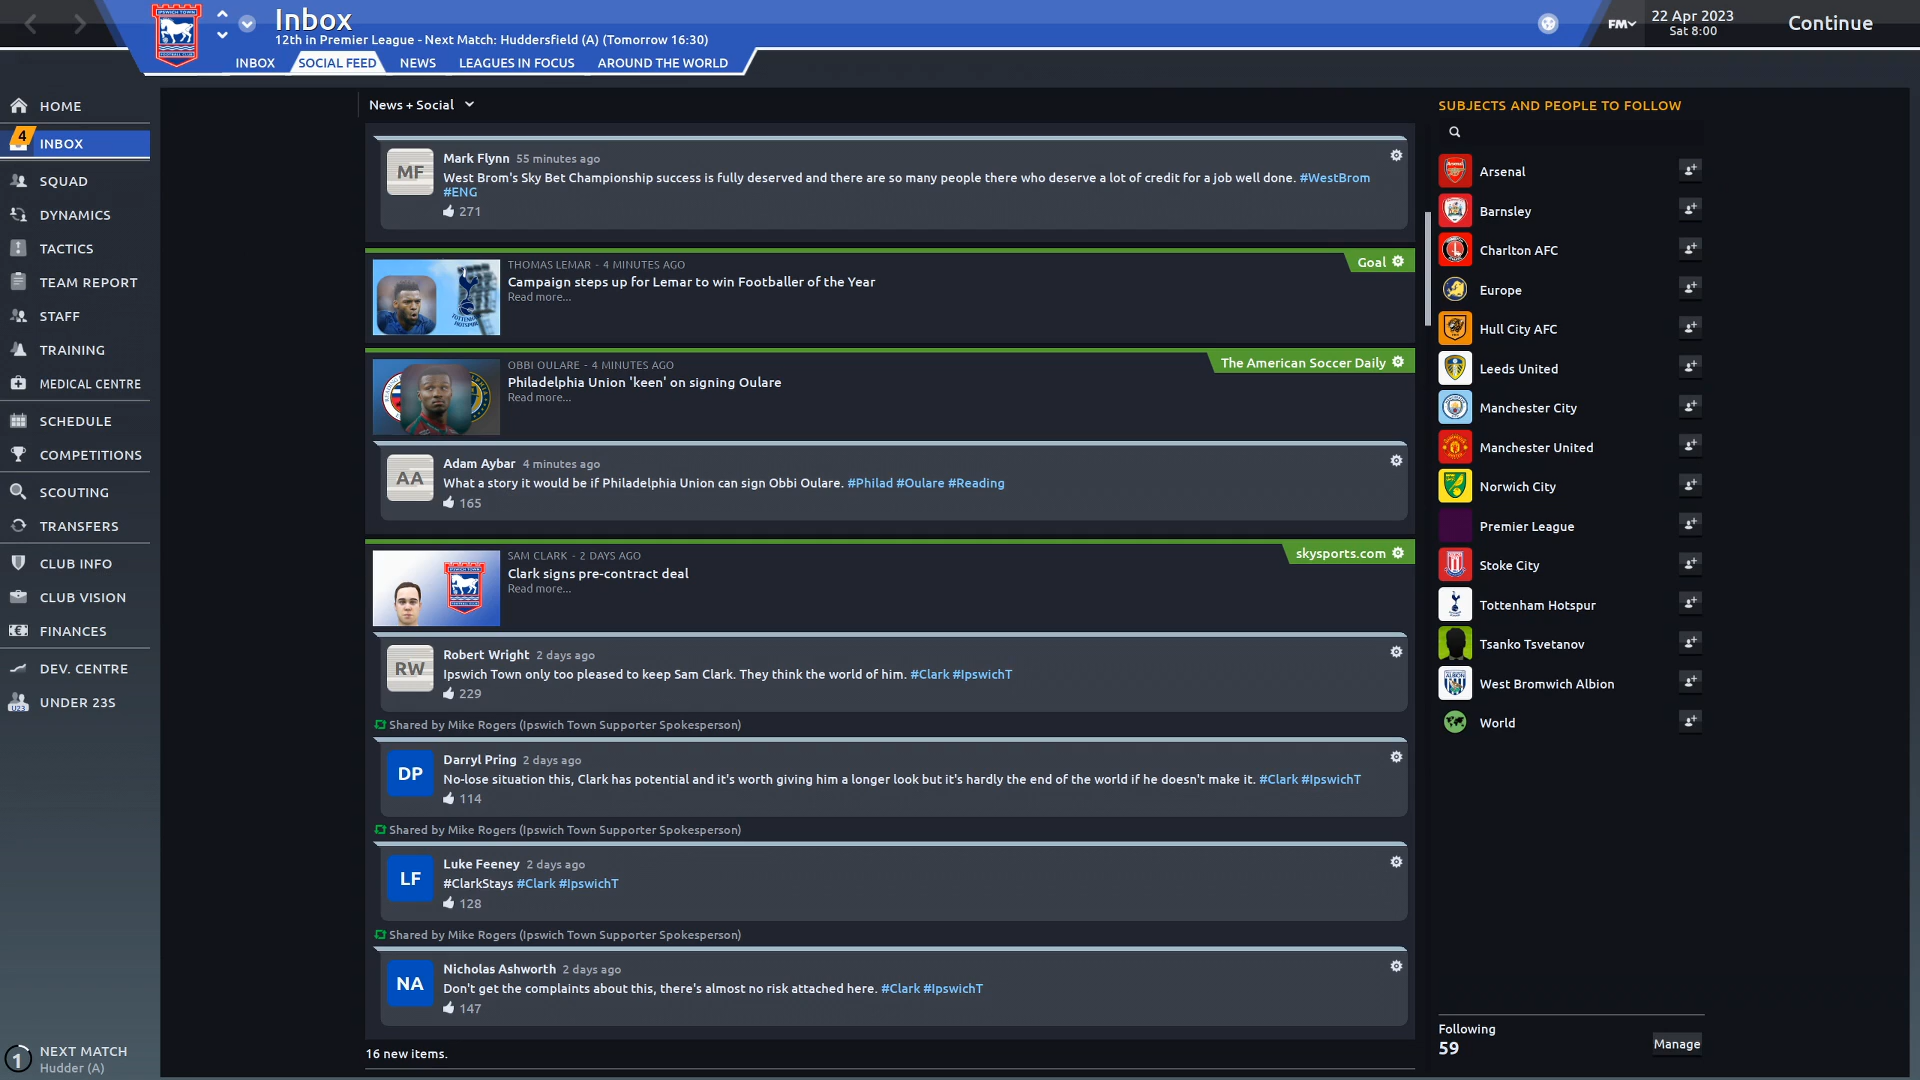 Inbox
12th in Premier League - Next Match: Huddersfield (A) (Tomorrow 16:30)
INBOX
SOCIAL FEED
NEWS
LEAGUES IN FOCUS
AROUND THE WORLD
FM
22 Apr 2023
Sat 8:00
Continue
HOME
4
INBOX
SQUAD
DYNAMICS
TACTICS
TEAM REPORT
STAFF
TRAINING
MEDICAL CENTRE
SCHEDULE
COMPETITIONS
SCOUTING
TRANSFERS
CLUB INFO
CLUB VISION
FINANCES
DEV. CENTRE
UNDER 23S
1
NEXT MATCH
Hudder (A)
News + Social
MF
Mark Flynn 55 minutes ago
West Brom's Sky Bet Championship success is fully deserved and there are so many people there who deserve a lot of credit for a job well done. #WestBrom
#ENG
271
THOMAS LEMAR - 4 MINUTES AGO
Goal
Campaign steps up for Lemar to win Footballer of the Year
Read more...
OBBI OULARE - 4 MINUTES AGO
The American Soccer Daily
Philadelphia Union 'keen' on signing Oulare
Read more...
AA
Adam Aybar 4 minutes ago
What a story it would be if Philadelphia Union can sign Obbi Oulare. #Philad #Oulare #Reading
165
SAM CLARK - 2 DAYS AGO
skysports.com
Clark signs pre-contract deal
Read more...
RW
Robert Wright 2 days ago
Ipswich Town only too pleased to keep Sam Clark. They think the world of him. #Clark #IpswichT
229
Shared by Mike Rogers (Ipswich Town Supporter Spokesperson)
DP
Darryl Pring 2 days ago
No-lose situation this, Clark has potential and it's worth giving him a longer look but it's hardly the end of the world if he doesn't make it. #Clark #IpswichT
114
Shared by Mike Rogers (Ipswich Town Supporter Spokesperson)
LF
Luke Feeney 2 days ago
#ClarkStays #Clark #IpswichT
128
Shared by Mike Rogers (Ipswich Town Supporter Spokesperson)
NA
Nicholas Ashworth 2 days ago
Don't get the complaints about this, there's almost no risk attached here. #Clark #IpswichT
147
16 new items.
SUBJECTS AND PEOPLE TO FOLLOW
Arsenal
Barnsley
Charlton AFC
Europe
Hull City AFC
Leeds United
Manchester City
Manchester United
Norwich City
Premier League
Stoke City
Tottenham Hotspur
Tsanko Tsvetanov
West Bromwich Albion
World
Following
59
Manage